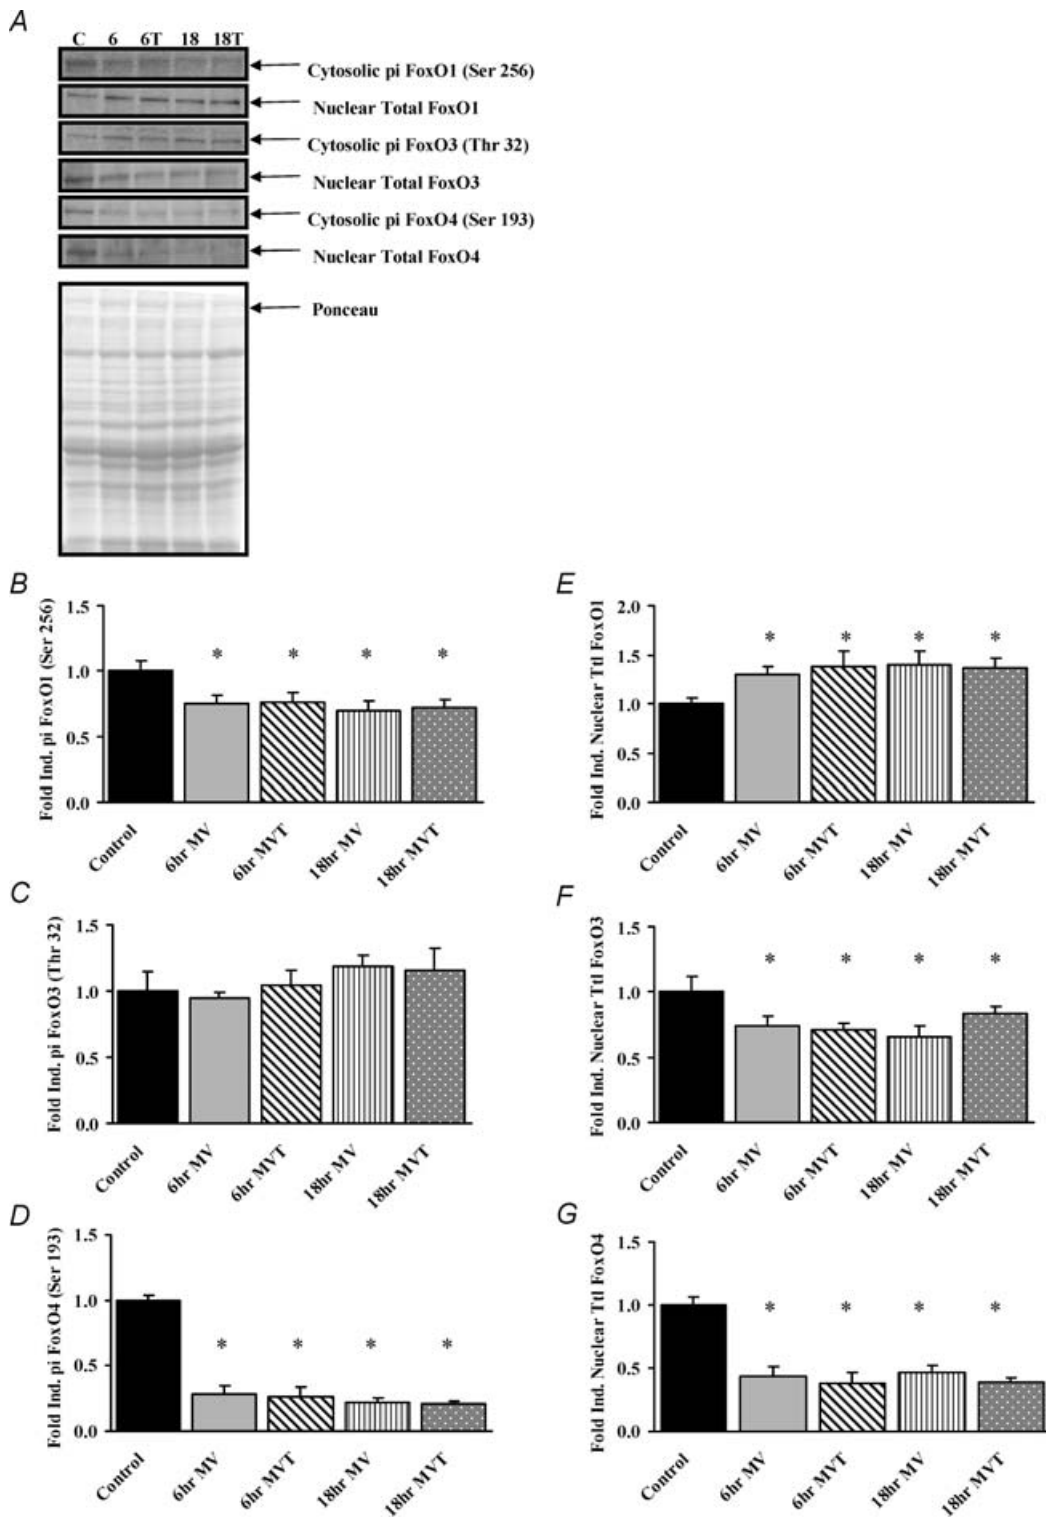 A
C 6 6T 18 18T
Cytosolic pi FoxO1 (Ser 256)
Nuclear Total FoxO1
Cytosolic pi FoxO3 (Thr 32)
Nuclear Total FoxO3
Cytosolic pi FoxO4 (Ser 193)
Nuclear Total FoxO4
Ponceau
B
Fold Ind. pi FoxO1 (Ser 256)
1.5
1.0
0.5
0.0
* * * *
Control 6hr MV 6hr MVT 18hr MV 18hr MVT
E
Fold Ind. Nuclear Ttl FoxO1
2.0
1.5
1.0
0.5
0.0
* * * *
Control 6hr MV 6hr MVT 18hr MV 18hr MVT
C
Fold Ind. pi FoxO3 (Thr 32)
1.5
1.0
0.5
0.0
Control 6hr MV 6hr MVT 18hr MV 18hr MVT
F
Fold Ind. Nuclear Ttl FoxO3
1.5
1.0
0.5
0.0
* * * *
Control 6hr MV 6hr MVT 18hr MV 18hr MVT
D
Fold Ind. pi FoxO4 (Ser 193)
1.5
1.0
0.5
0.0
* * * *
Control 6hr MV 6hr MVT 18hr MV 18hr MVT
G
Fold Ind. Nuclear Ttl FoxO4
1.5
1.0
0.5
0.0
* * * *
Control 6hr MV 6hr MVT 18hr MV 18hr MVT